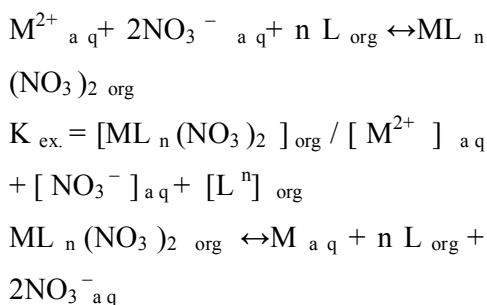 M²⁺ a q+ 2NO₃⁻ a q+ n L org ↔ML n
(NO₃)₂ org
K ex. = [ML n (NO₃)₂ ] org / [ M²⁺ ] a q
+ [ NO₃⁻ ] a q + [L ⁿ] org
ML n (NO₃)₂ org ↔M a q + n L org +
2NO₃⁻a q